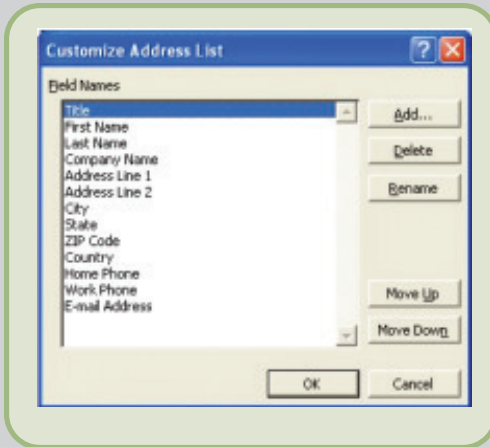 Customize Address List
Field Names
Title
First Name
Last Name
Company Name
Address Line 1
Address Line 2
City
State
ZIP Code
Country
Home Phone
Work Phone
E-mail Address
Add...
Delete
Rename
Move Up
Move Down
OK
Cancel